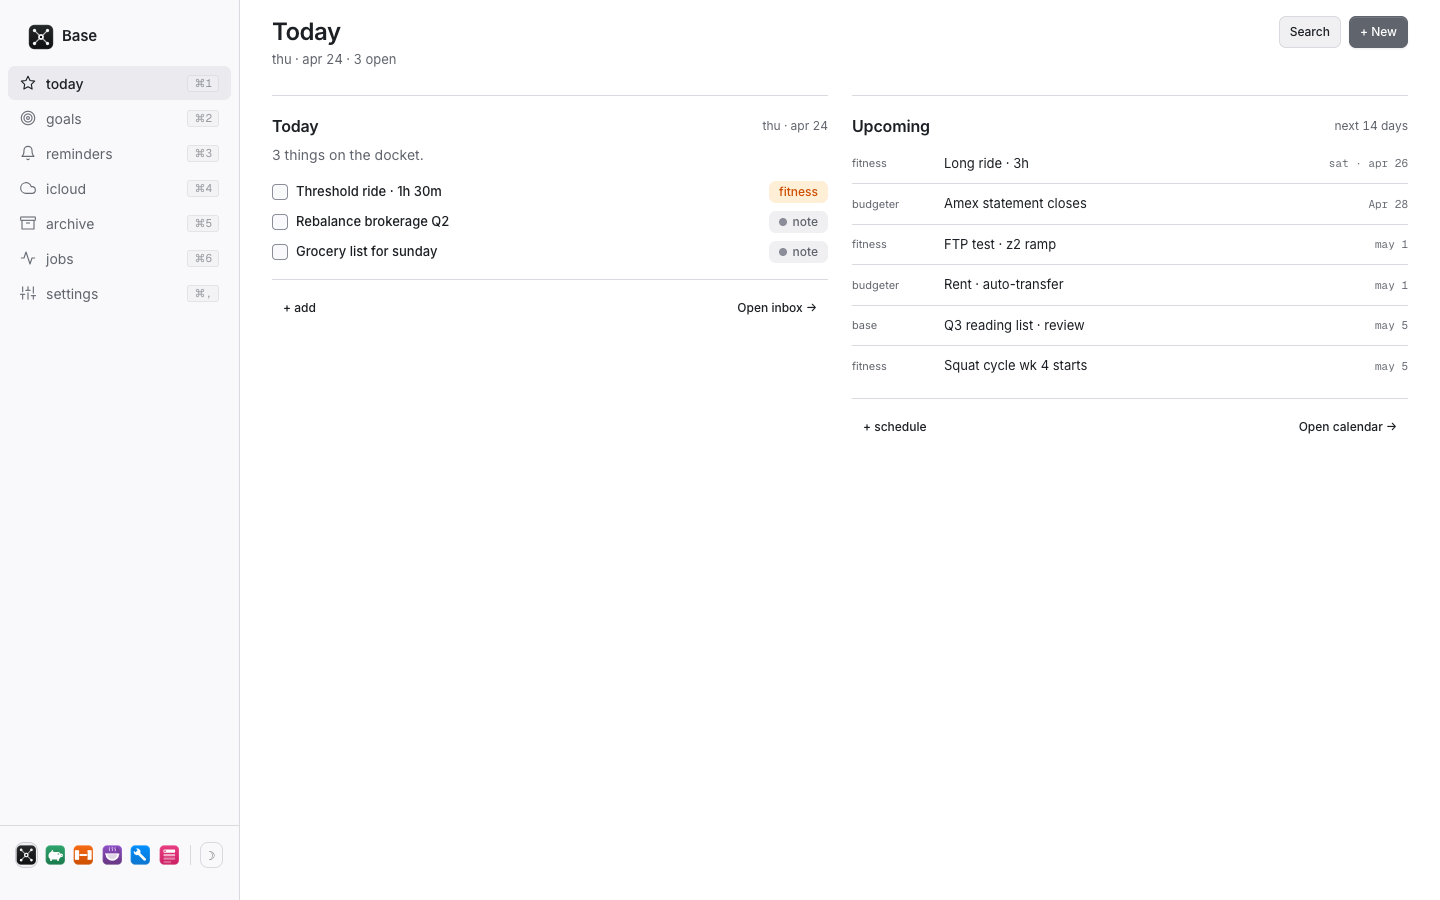 Base
today ⌘1
goals ⌘2
reminders ⌘3
icloud ⌘4
archive ⌘5
jobs ⌘6
settings ⌘,
Today
thu · apr 24 · 3 open
Search
+ New
Today thu · apr 24
3 things on the docket.
Threshold ride · 1h 30m fitness
Rebalance brokerage Q2 note
Grocery list for sunday note
+ add Open inbox →
Upcoming next 14 days
fitness Long ride · 3h sat · apr 26
budgeter Amex statement closes Apr 28
fitness FTP test · z2 ramp may 1
budgeter Rent · auto-transfer may 1
base Q3 reading list · review may 5
fitness Squat cycle wk 4 starts may 5
+ schedule Open calendar →